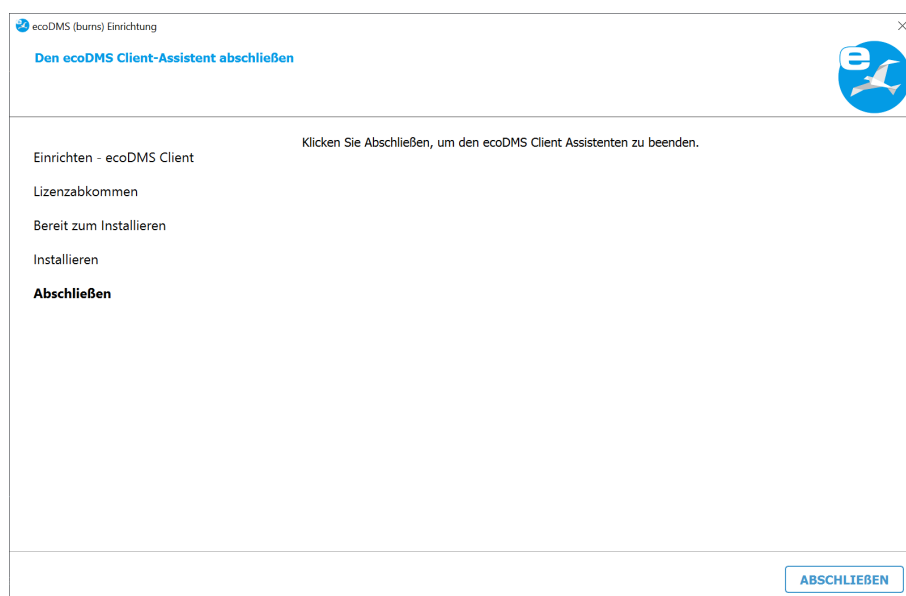 ecoDMS (burns) Einrichtung
Den ecoDMS Client-Assistent abschließen
e
Klicken Sie Abschließen, um den ecoDMS Client Assistenten zu beenden.
Einrichten - ecoDMS Client
Lizenzabkommen
Bereit zum Installieren
Installieren
Abschließen
ABSCHLIEßEN